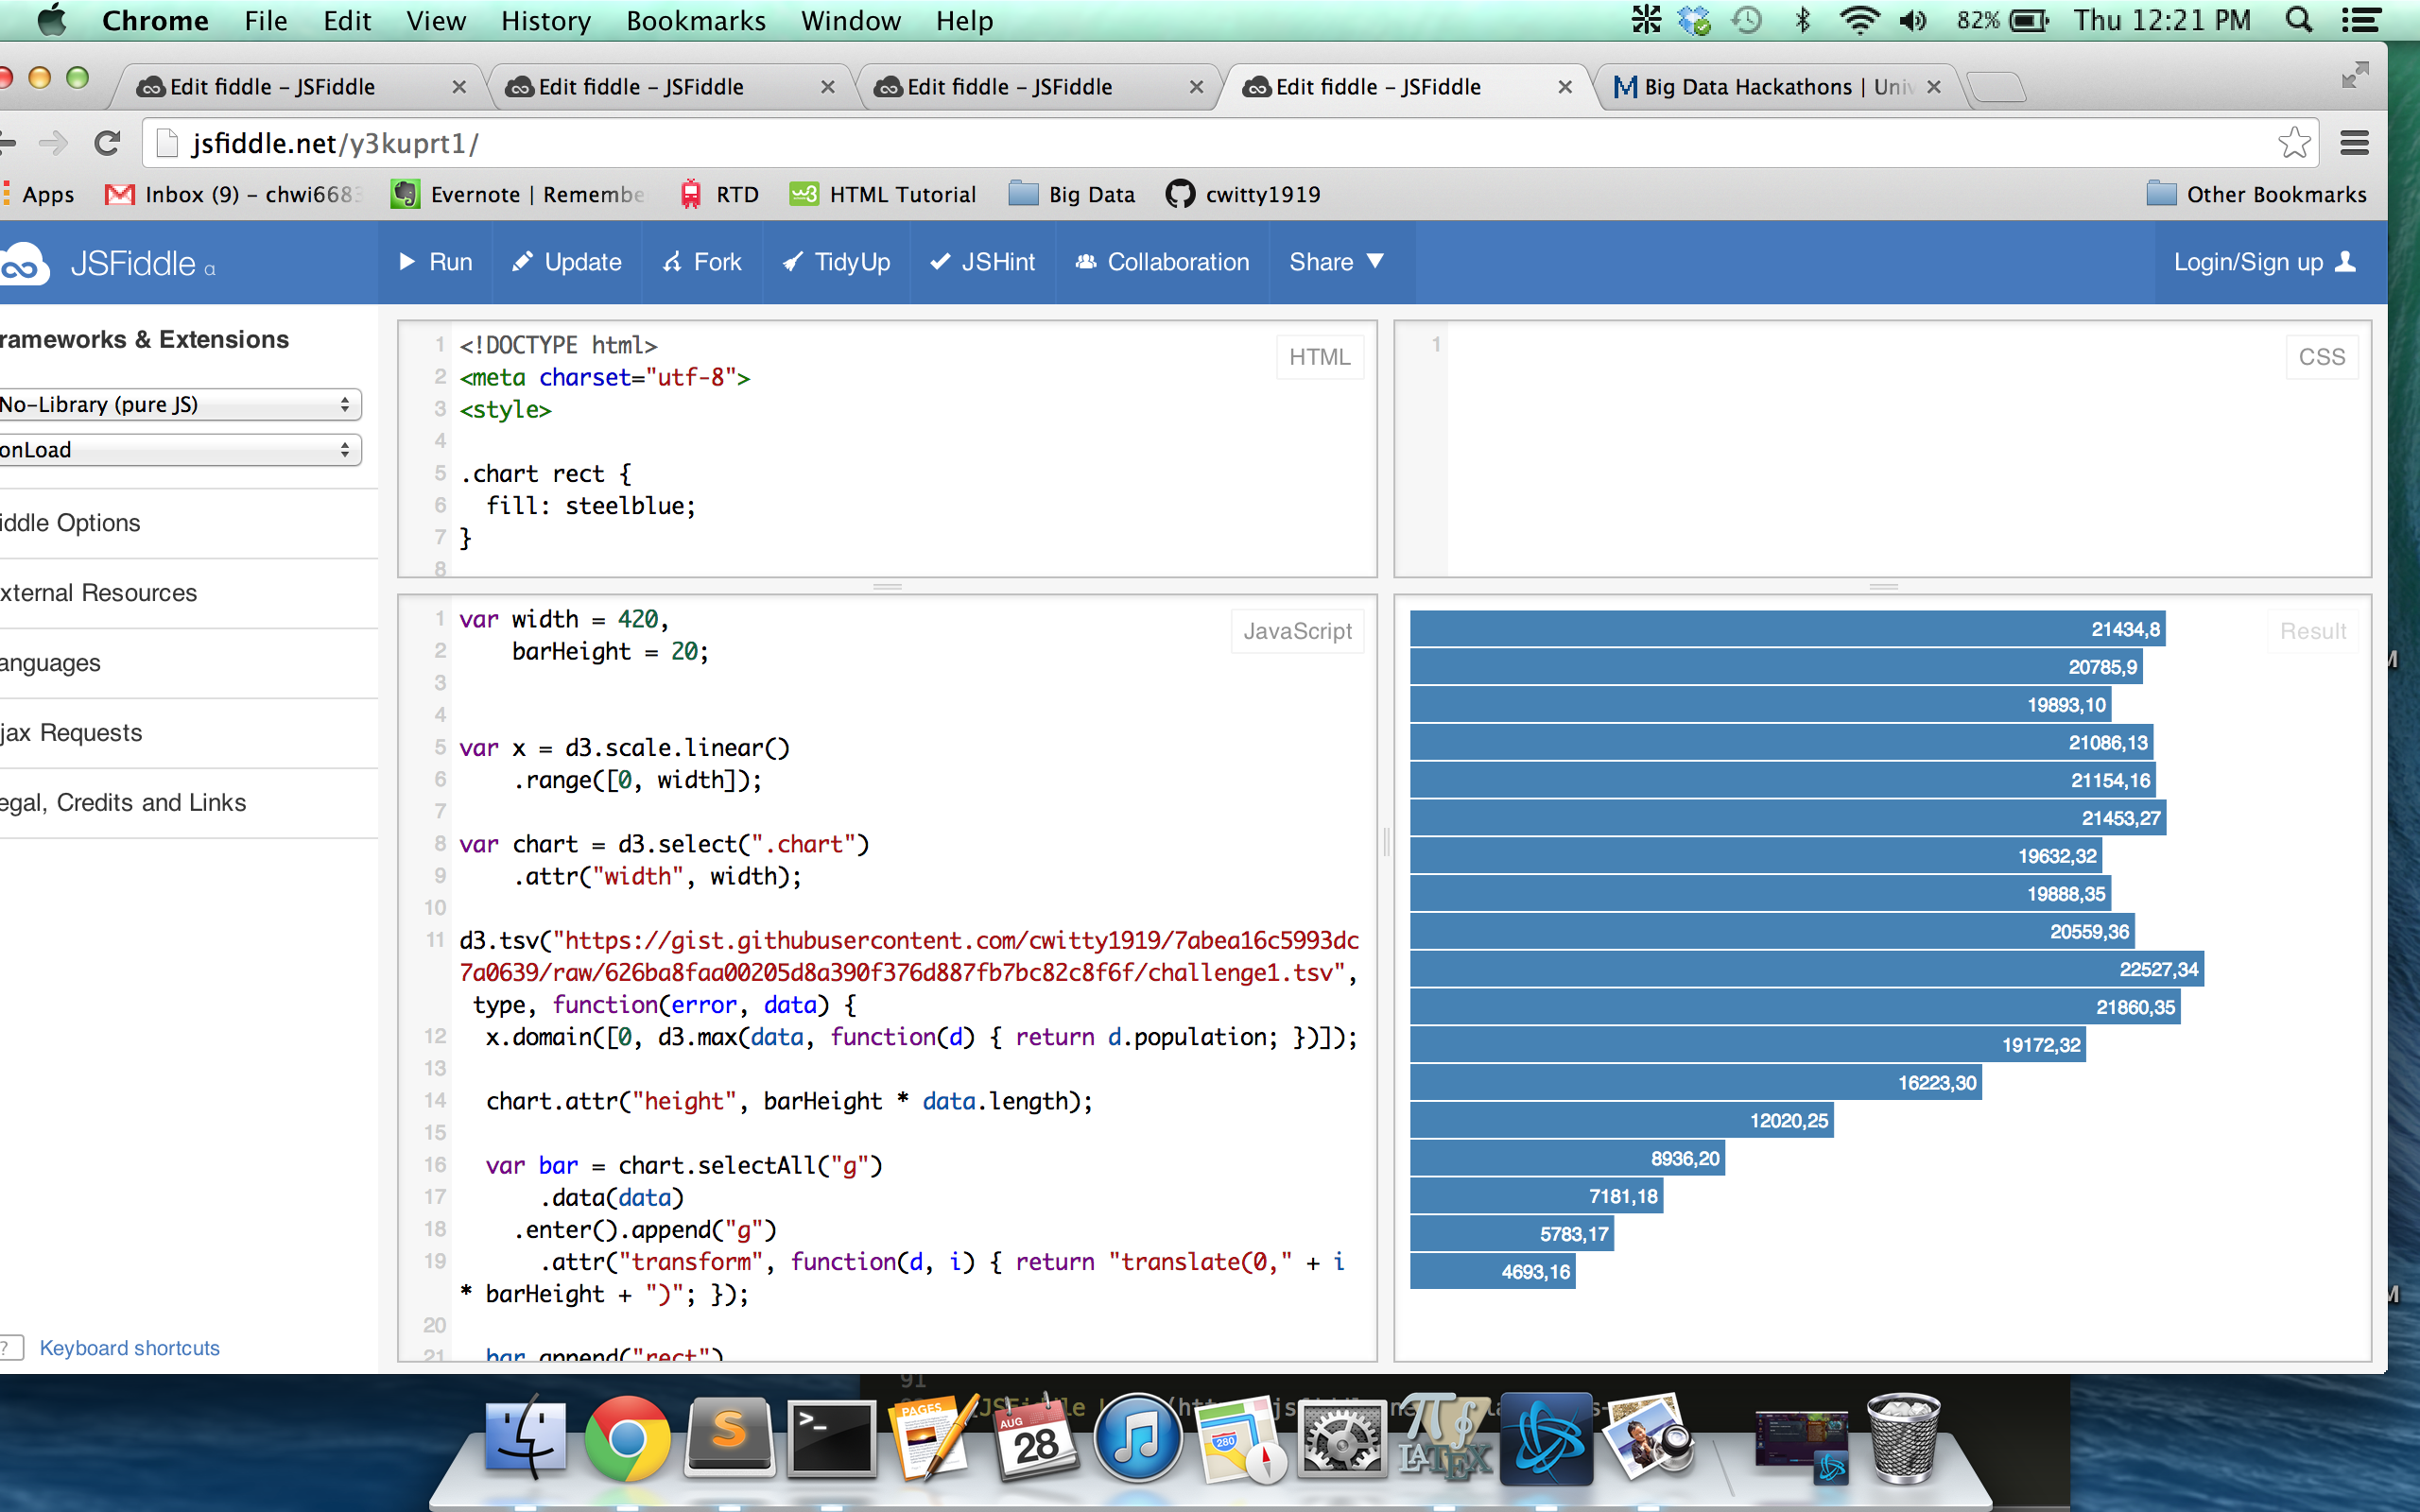 Chrome File Edit View History Bookmarks Window Help 82% Thu 12:21 PM
Edit fiddle - JSFiddle Edit fiddle - JSFiddle Edit fiddle - JSFiddle Edit fiddle - JSFiddle Big Data Hackathons | Univ
jsfiddle.net/y3kuprt1/
Apps Inbox (9) - chwi6683 Evernote | Remembe RTD HTML Tutorial Big Data cwitty1919 Other Bookmarks
JSFiddle α Run Update Fork TidyUp JSHint Collaboration Share ▼ Login/Sign up
rameworks & Extensions
No-Library (pure JS)
onLoad
iddle Options
xternal Resources
anguages
jax Requests
egal, Credits and Links
? Keyboard shortcuts
HTML
1 <!DOCTYPE html>
2 <meta charset="utf-8">
3 <style>
4
5 .chart rect {
6 fill: steelblue;
7 }
8
CSS
1
JavaScript
1 var width = 420,
2 barHeight = 20;
3
4
5 var x = d3.scale.linear()
6 .range([0, width]);
7
8 var chart = d3.select(".chart")
9 .attr("width", width);
10
11 d3.tsv("https://gist.githubusercontent.com/cwitty1919/7abea16c5993dc
7a0639/raw/626ba8faa00205d8a390f376d887fb7bc82c8f6f/challenge1.tsv",
type, function(error, data) {
12 x.domain([0, d3.max(data, function(d) { return d.population; })]);
13
14 chart.attr("height", barHeight * data.length);
15
16 var bar = chart.selectAll("g")
17 .data(data)
18 .enter().append("g")
19 .attr("transform", function(d, i) { return "translate(0," + i
* barHeight + ")"; });
20
21 bar.append("rect")
Result
21434,8
20785,9
19893,10
21086,13
21154,16
21453,27
19632,32
19888,35
20559,36
22527,34
21860,35
19172,32
16223,30
12020,25
8936,20
7181,18
5783,17
4693,16
M
M
91
PAGES
AUG
28
280
LATEX